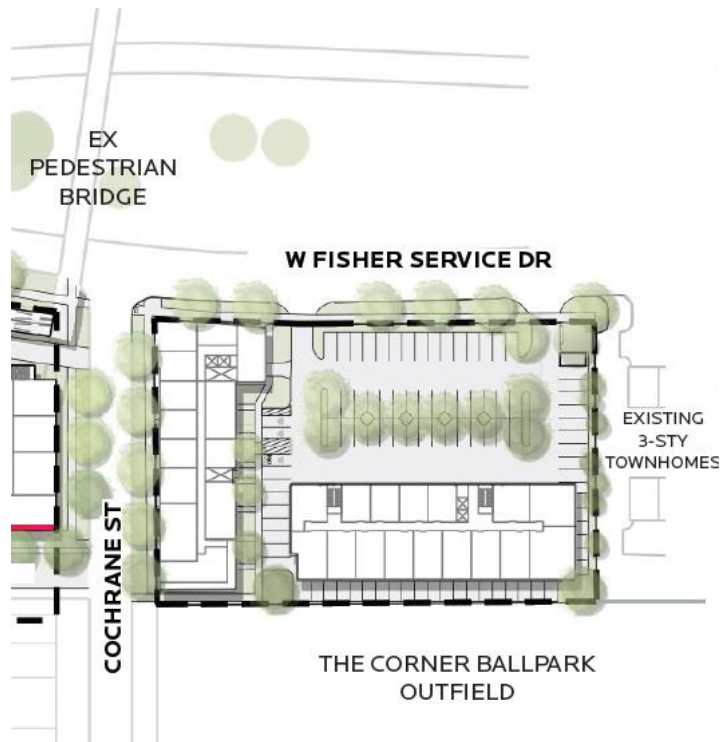 EX
PEDESTRIAN
BRIDGE
W FISHER SERVICE DR
EXISTING
3-STY
TOWNHOMES
COCHRANE ST
THE CORNER BALLPARK
OUTFIELD